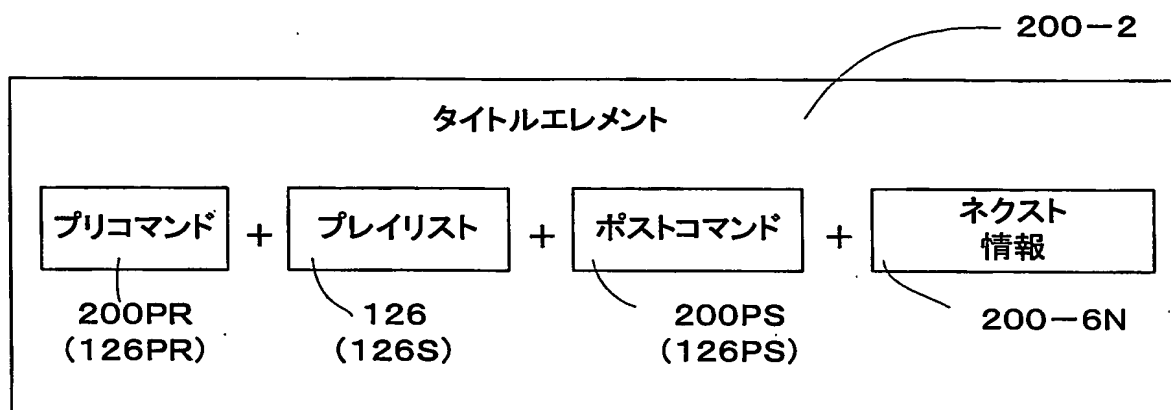 200-2
タイトルエレメント
プリコマンド + プレイリスト + ポストコマンド + ネクスト
情報
200PR 126 200PS 200-6N
(126PR) (126S) (126PS)